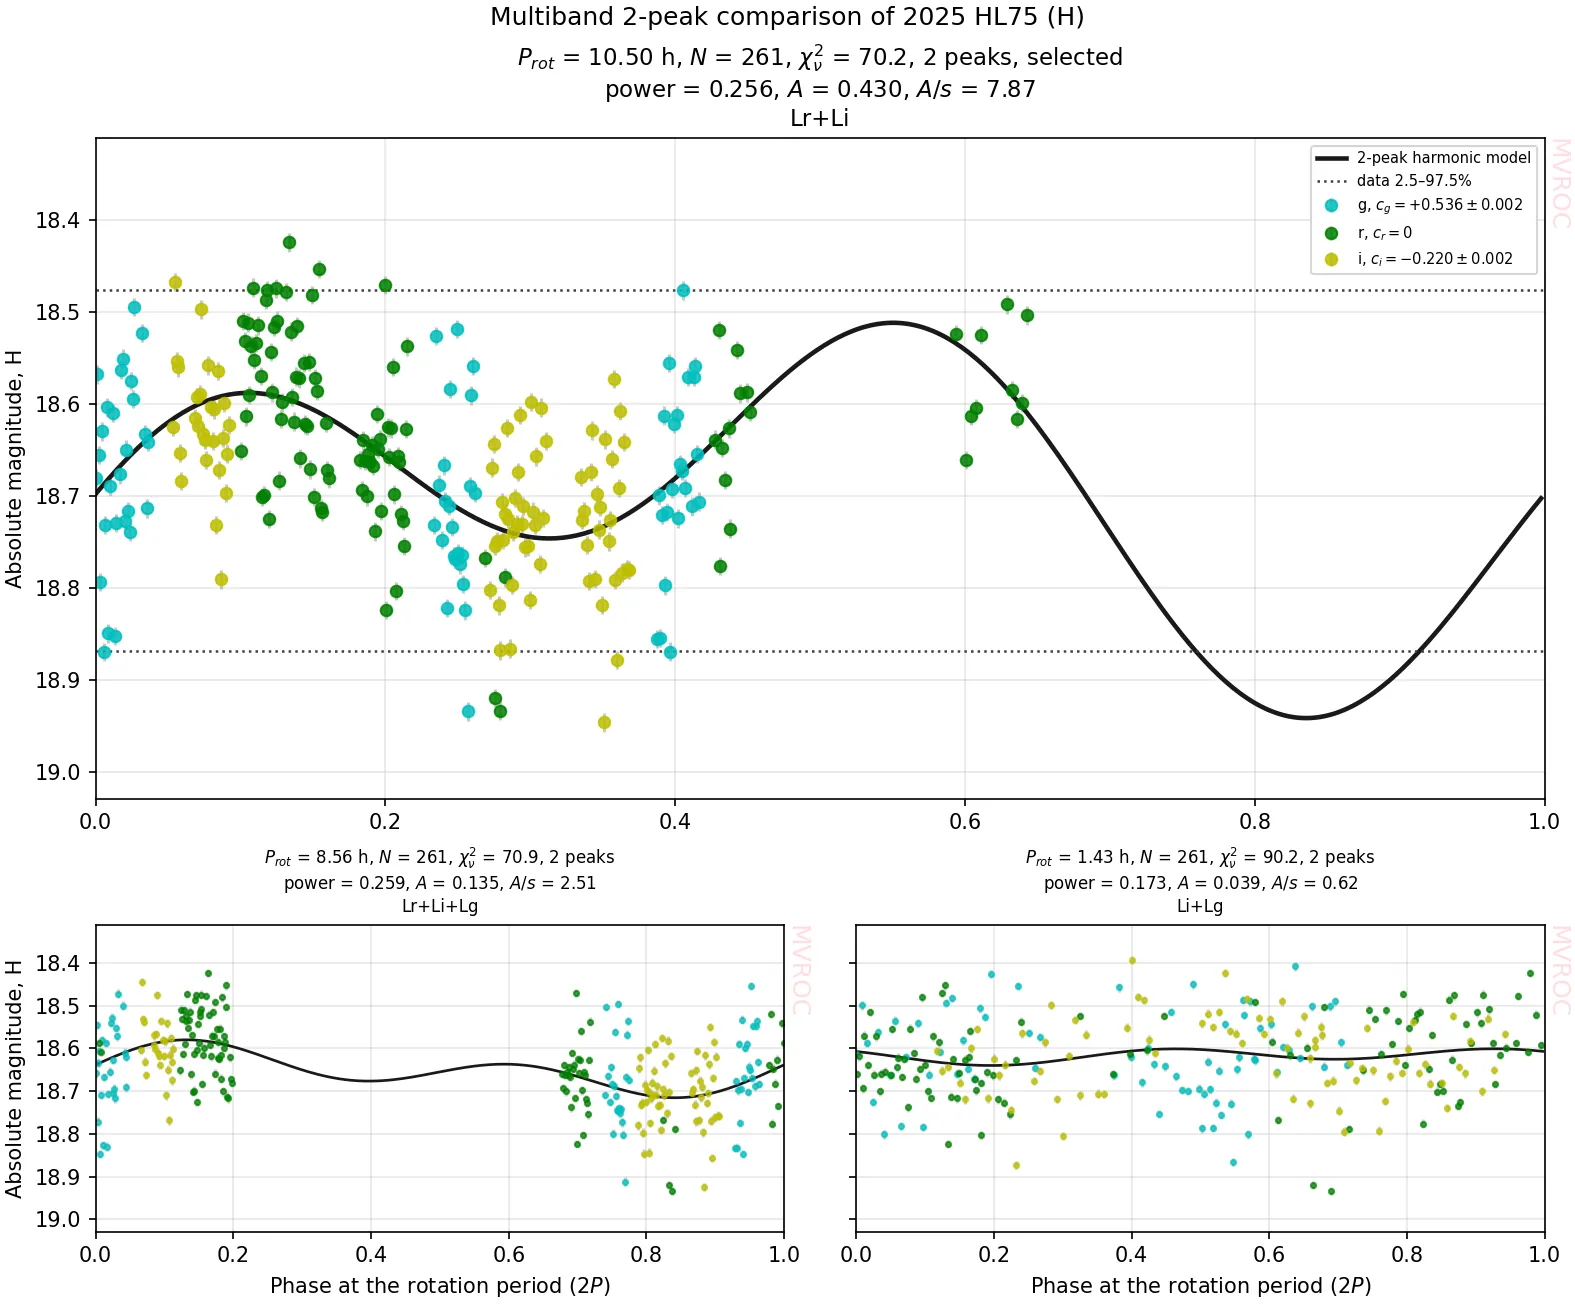 Multiband 2-peak comparison of 2025 HL75 (H)
P_rot = 10.50 h, N = 261, χ²_ν = 70.2, 2 peaks, selected
power = 0.256, A = 0.430, A/s = 7.87
Lr+Li
2-peak harmonic model
data 2.5–97.5%
g, c_g = +0.536 ± 0.002
r, c_r = 0
i, c_i = −0.220 ± 0.002
MVROC
Absolute magnitude, H
18.4
18.5
18.6
18.7
18.8
18.9
19.0
0.0 0.2 0.4 0.6 0.8 1.0
P_rot = 8.56 h, N = 261, χ²_ν = 70.9, 2 peaks
power = 0.259, A = 0.135, A/s = 2.51
Lr+Li+Lg
MVROC
Absolute magnitude, H
18.4
18.5
18.6
18.7
18.8
18.9
19.0
0.0 0.2 0.4 0.6 0.8 1.0
Phase at the rotation period (2P)
P_rot = 1.43 h, N = 261, χ²_ν = 90.2, 2 peaks
power = 0.173, A = 0.039, A/s = 0.62
Li+Lg
MVROC
0.0 0.2 0.4 0.6 0.8 1.0
Phase at the rotation period (2P)